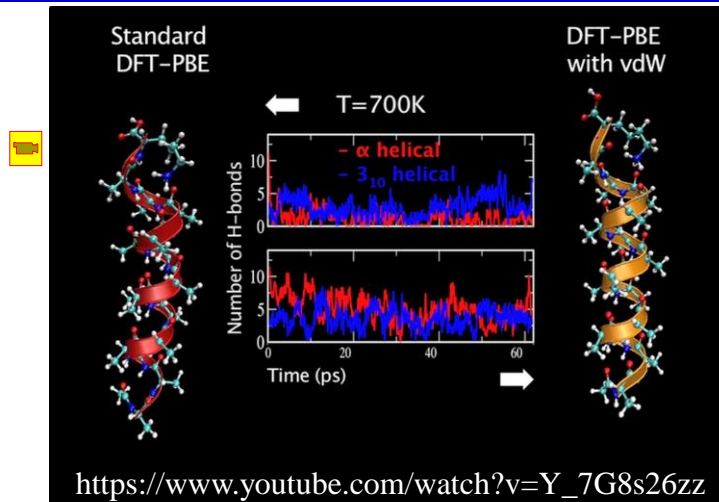 Standard
DFT-PBE
DFT-PBE
with vdW
T=700K
Number of H-bonds
10
5
0
- α helical
- 3₁₀ helical
10
5
0
0
20
40
60
Time (ps)
https://www.youtube.com/watch?v=Y_7G8s26zz